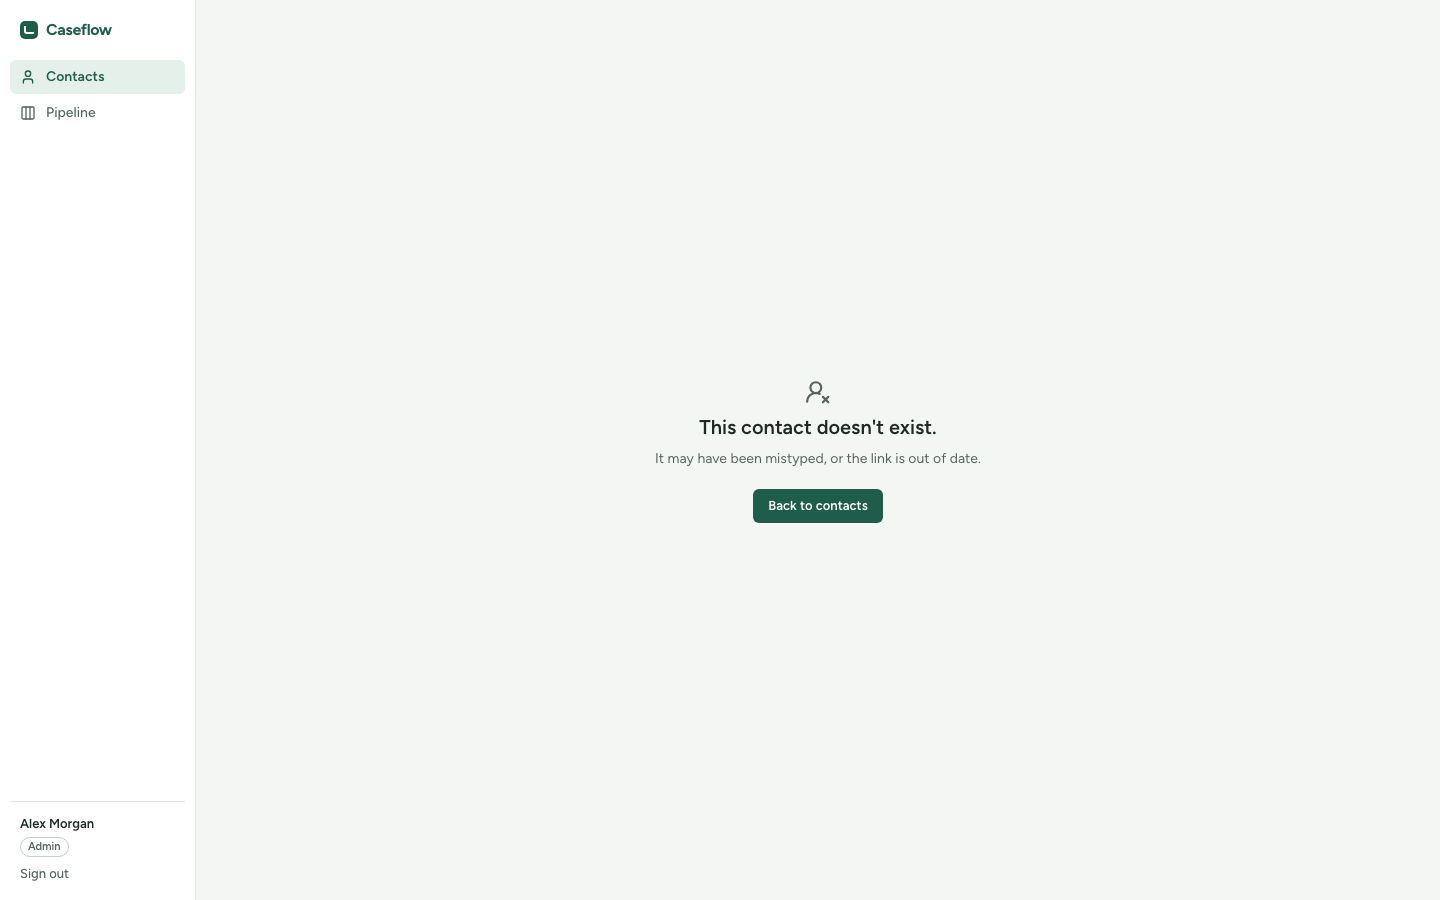 Caseflow
Contacts
Pipeline
This contact doesn't exist.
It may have been mistyped, or the link is out of date.
Back to contacts
Alex Morgan
Admin
Sign out